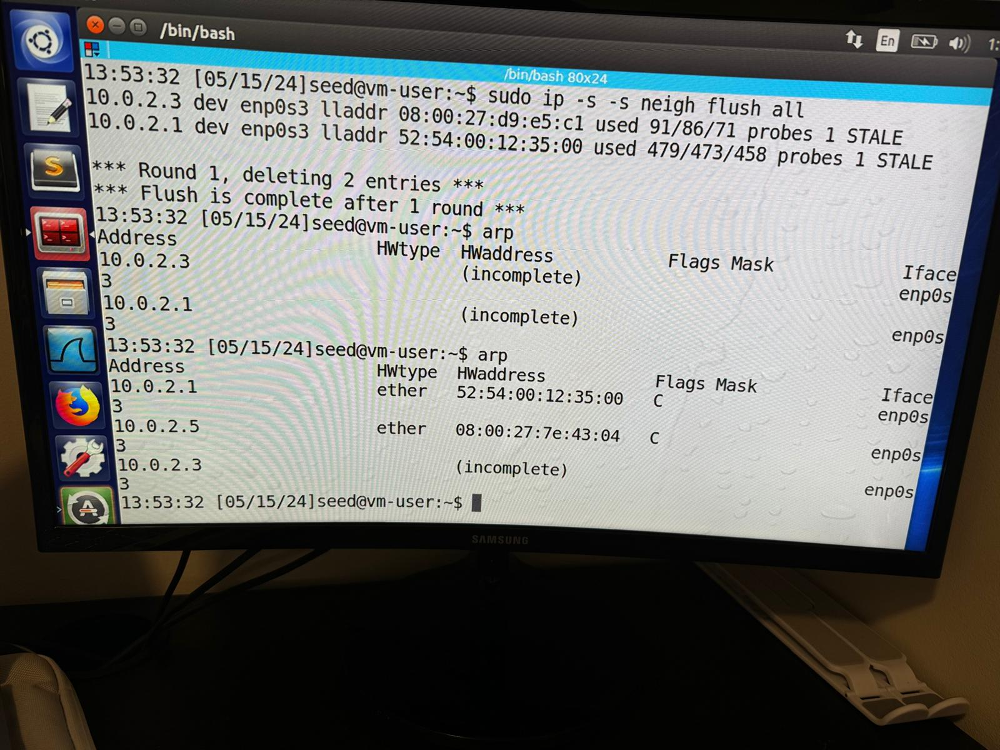 /bin/bash
En
1:
/bin/bash 80x24
13:53:32 [05/15/24]seed@vm-user:~$ sudo ip -s -s neigh flush all
10.0.2.3 dev enp0s3 lladdr 08:00:27:d9:e5:c1 used 91/86/71 probes 1 STALE
10.0.2.1 dev enp0s3 lladdr 52:54:00:12:35:00 used 479/473/458 probes 1 STALE
*** Round 1, deleting 2 entries ***
*** Flush is complete after 1 round ***
13:53:32 [05/15/24]seed@vm-user:~$ arp
Address HWtype HWaddress Flags Mask Iface
10.0.2.3 (incomplete) enp0s
3
10.0.2.1 (incomplete) enp0s
3
13:53:32 [05/15/24]seed@vm-user:~$ arp
Address HWtype HWaddress Flags Mask Iface
10.0.2.1 ether 52:54:00:12:35:00 C enp0s
3
10.0.2.5 ether 08:00:27:7e:43:04 C enp0s
3
10.0.2.3 (incomplete) enp0s
3
13:53:32 [05/15/24]seed@vm-user:~$
SAMSUNG